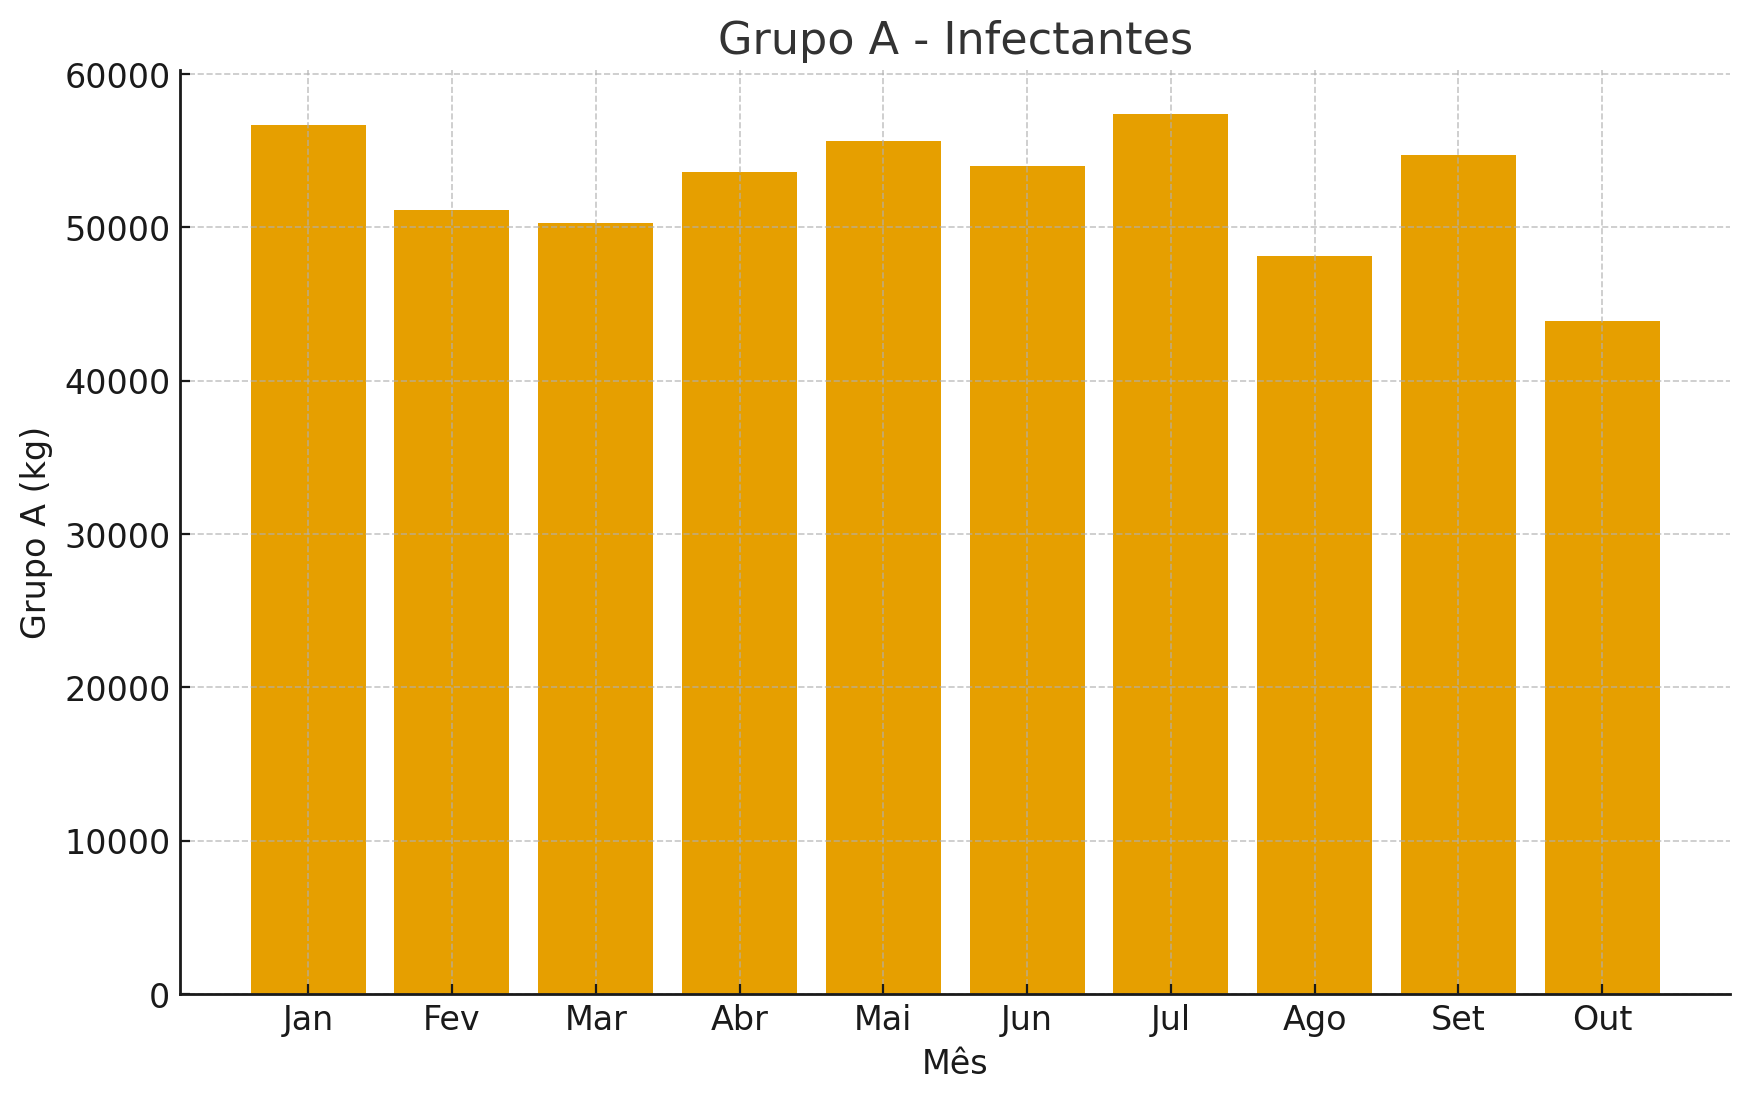 Grupo A - Infectantes
60000
50000
40000
30000
20000
10000
0
Grupo A (kg)
Jan Fev Mar Abr Mai Jun Jul Ago Set Out
Mês